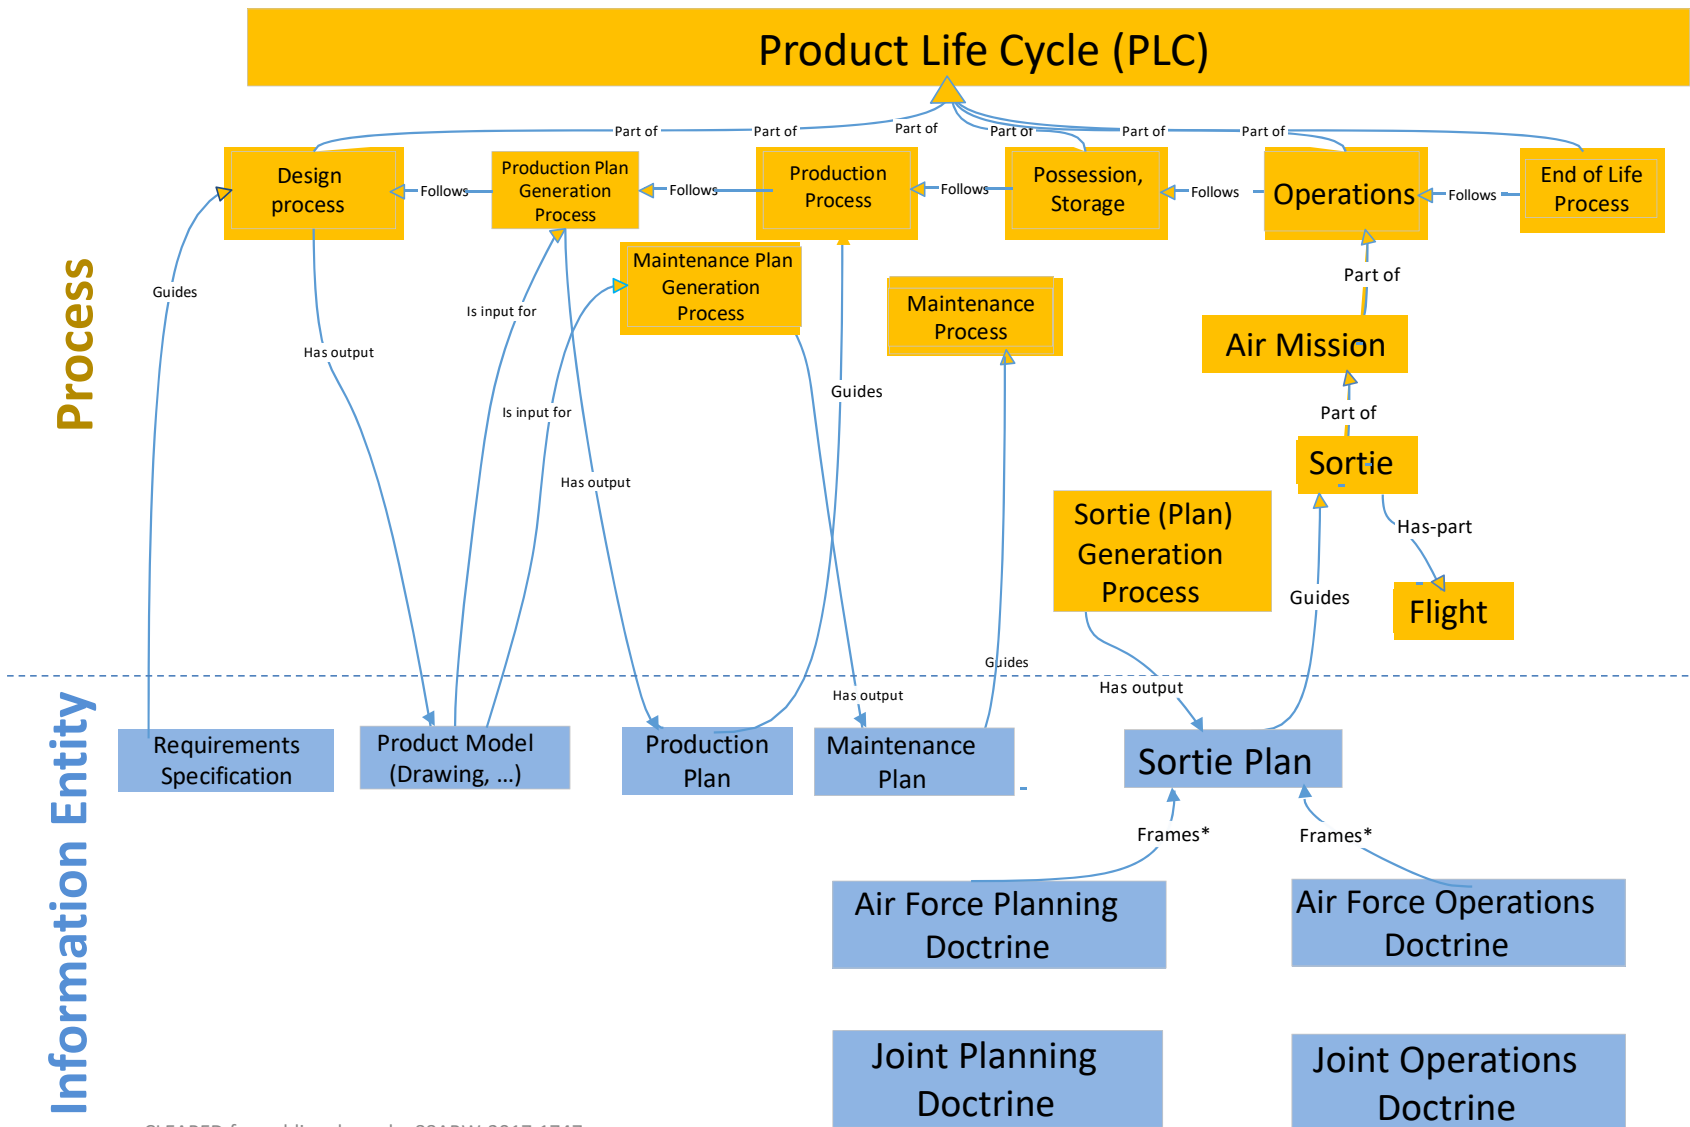 Product Life Cycle (PLC)
Part of
Part of
Part of
Part of
Part of
Part of
Design
process
Follows
Production Plan
Generation
Process
Follows
Production
Process
Follows
Possession,
Storage
Follows
Operations
Follows
End of Life
Process
Process
Guides
Has output
Is input for
Is input for
Has output
Maintenance Plan
Generation
Process
Guides
Maintenance
Process
Part of
Air Mission
Part of
Sortie
Has-part
Flight
Sortie (Plan)
Generation
Process
Guides
Guides
Has output
Has output
Information Entity
Requirements
Specification
Product Model
(Drawing, …)
Production
Plan
Maintenance
Plan
Sortie Plan
Frames*
Frames*
Air Force Planning
Doctrine
Air Force Operations
Doctrine
Joint Planning
Doctrine
Joint Operations
Doctrine